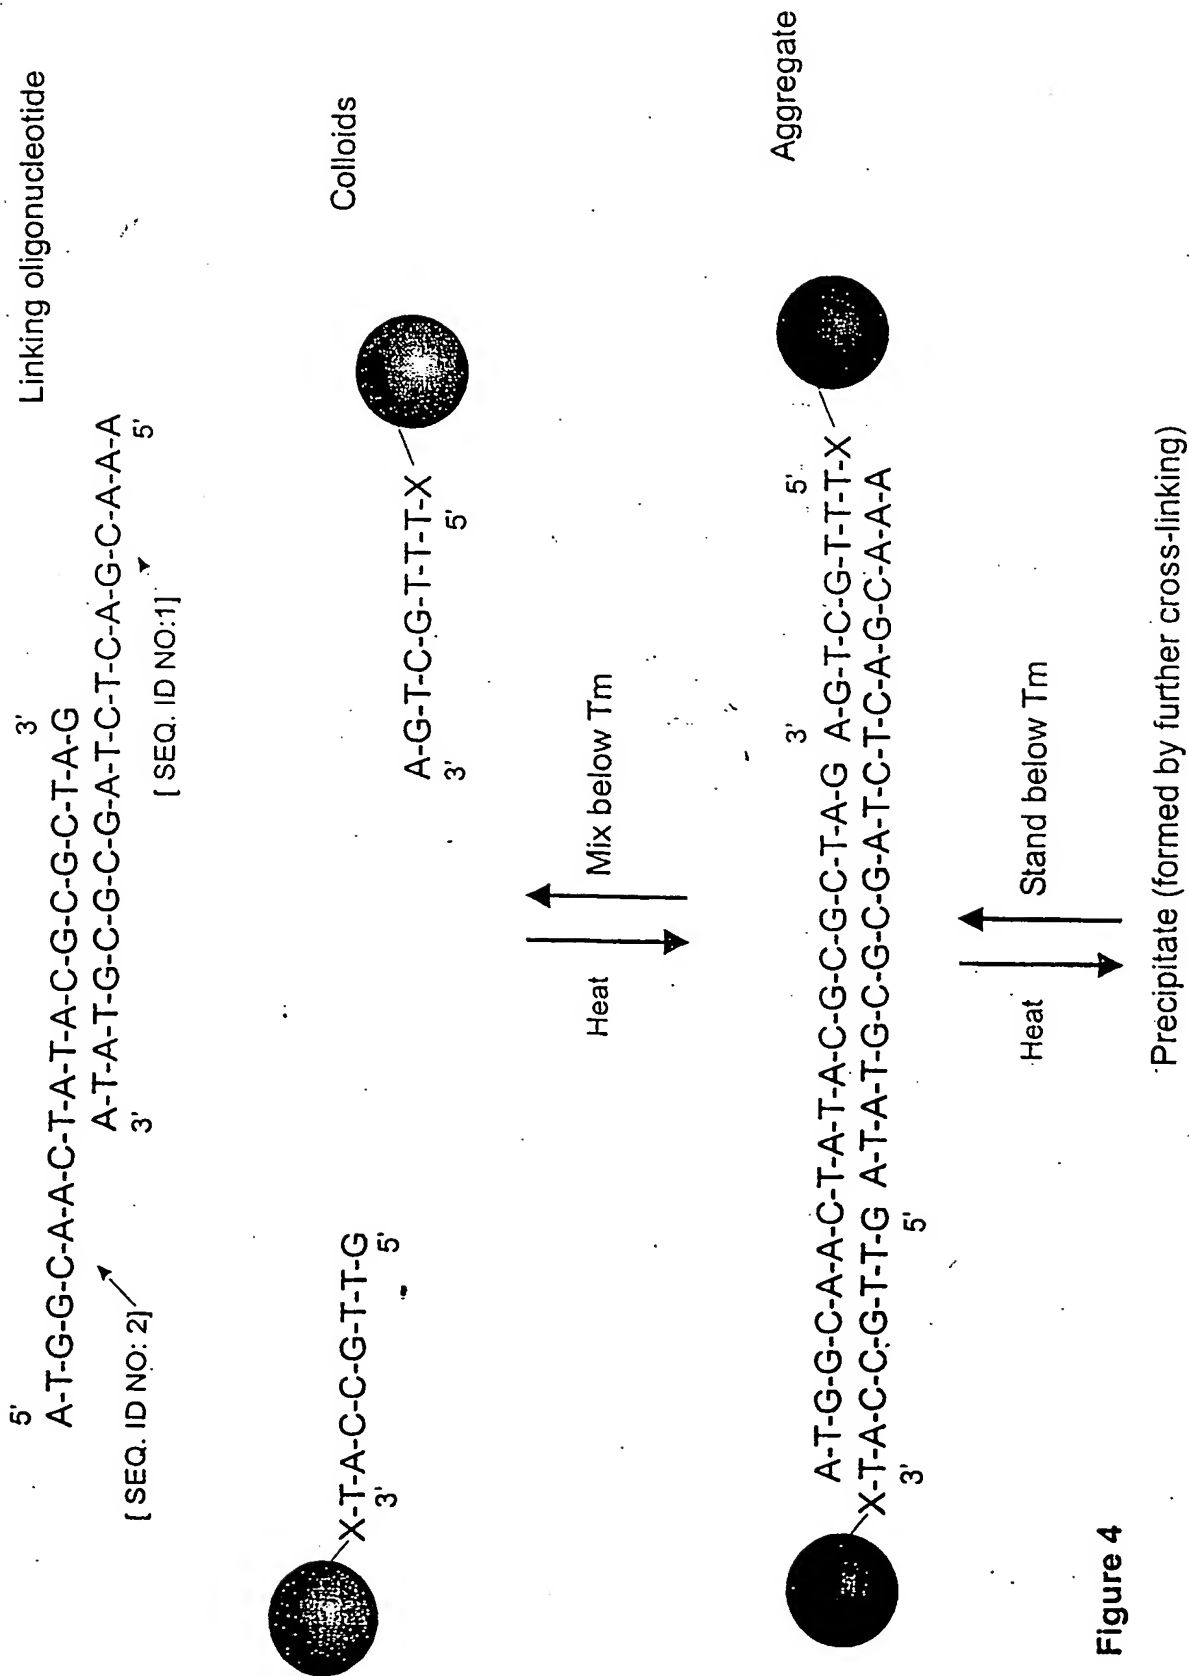 Linking oligonucleotide
5'
3'
A-T-G-G-C-A-A-C-T-A-T-A-C-G-C-G-C-T-A-G
A-T-A-T-G-C-G-C-G-A-T-C-T-C-A-G-C-A-A-A
3'
5'
[ SEQ. ID NO: 2]
[ SEQ. ID NO:1]
Colloids
X-T-A-C-C-G-T-T-G
3'
5'
A-G-T-C-G-T-T-T-X
3'
5'
Heat
Mix below Tm
Aggregate
3'
5'
A-T-G-G-C-A-A-C-T-A-T-A-C-G-C-G-C-T-A-G A-G-T-C-G-T-T-T-X
X-T-A-C-C-G-T-T-G A-T-A-T-G-C-G-C-G-A-T-C-T-C-A-G-C-A-A-A
3'
5'
Heat
Stand below Tm
Precipitate (formed by further cross-linking)
Figure 4